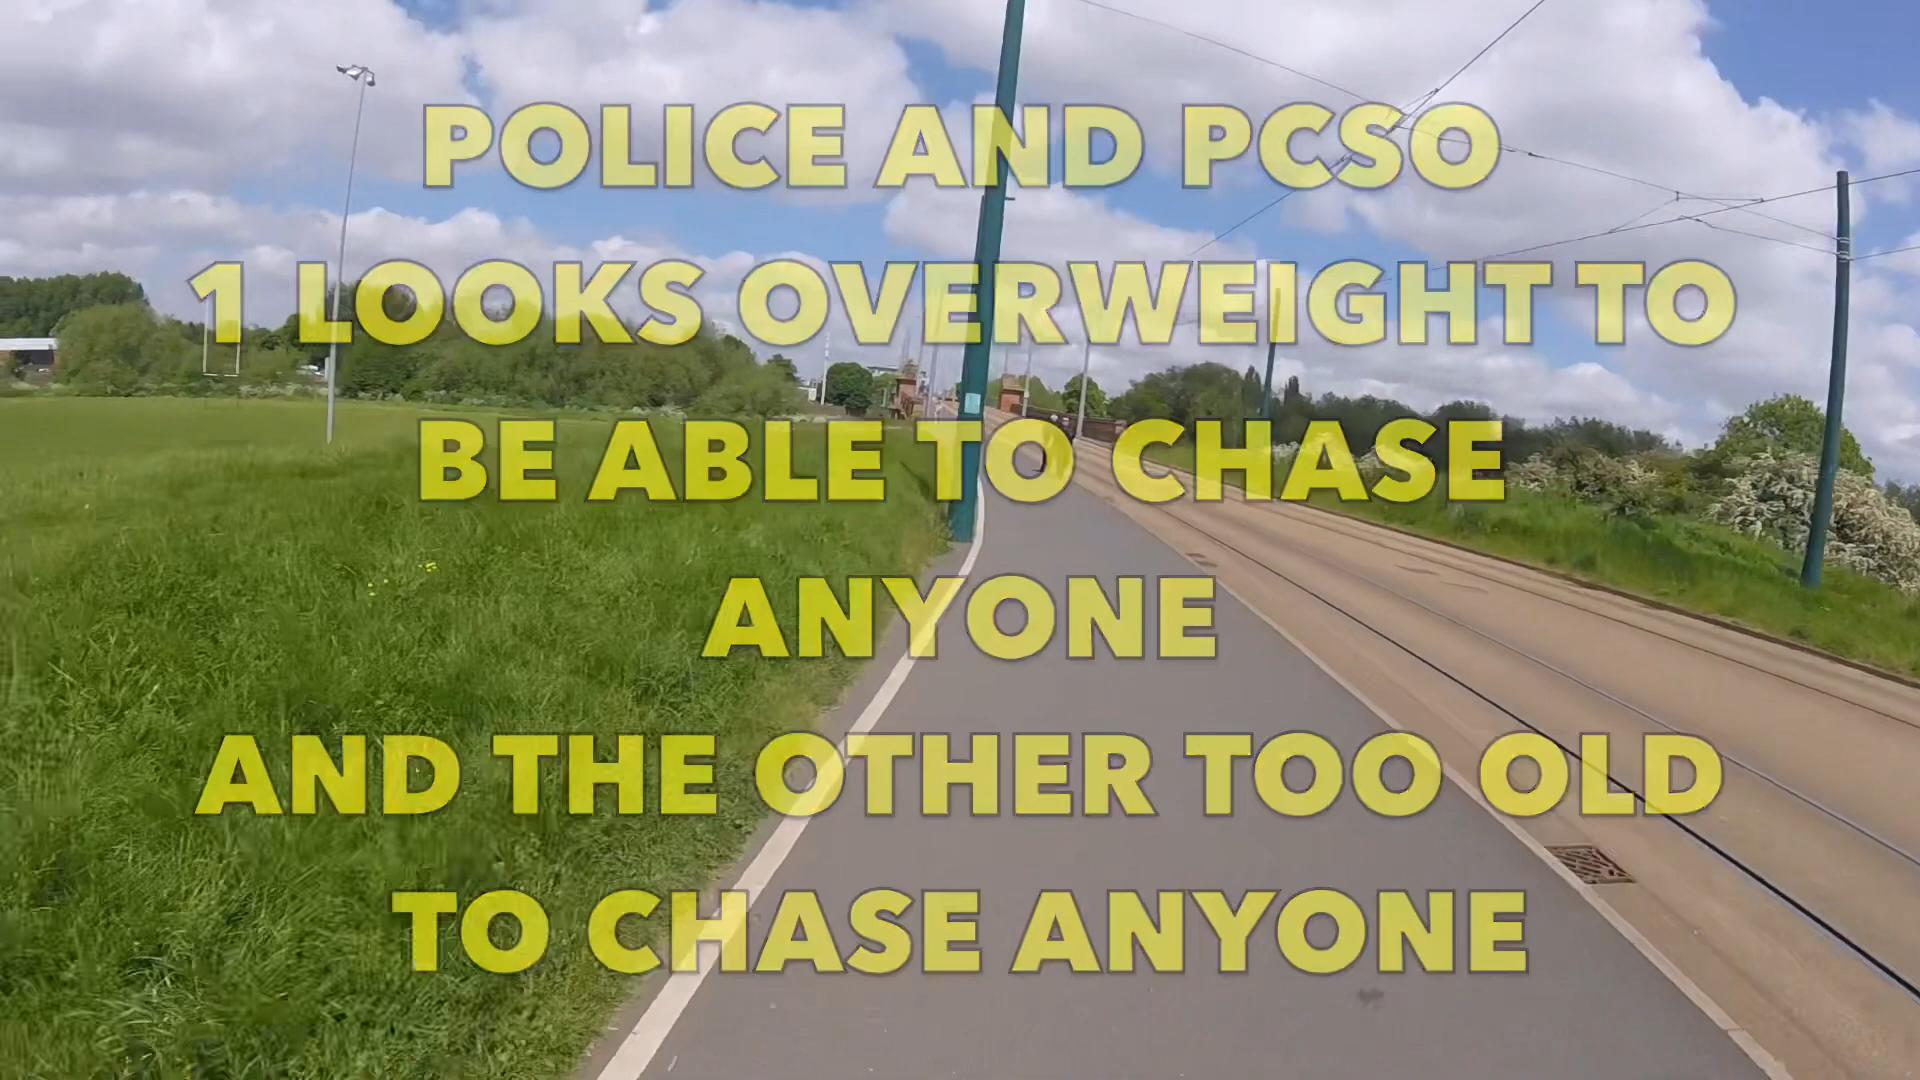 POLICE AND PCSO
1 LOOKS OVERWEIGHT TO
BE ABLE TO CHASE
ANYONE
AND THE OTHER TOO OLD
TO CHASE ANYONE